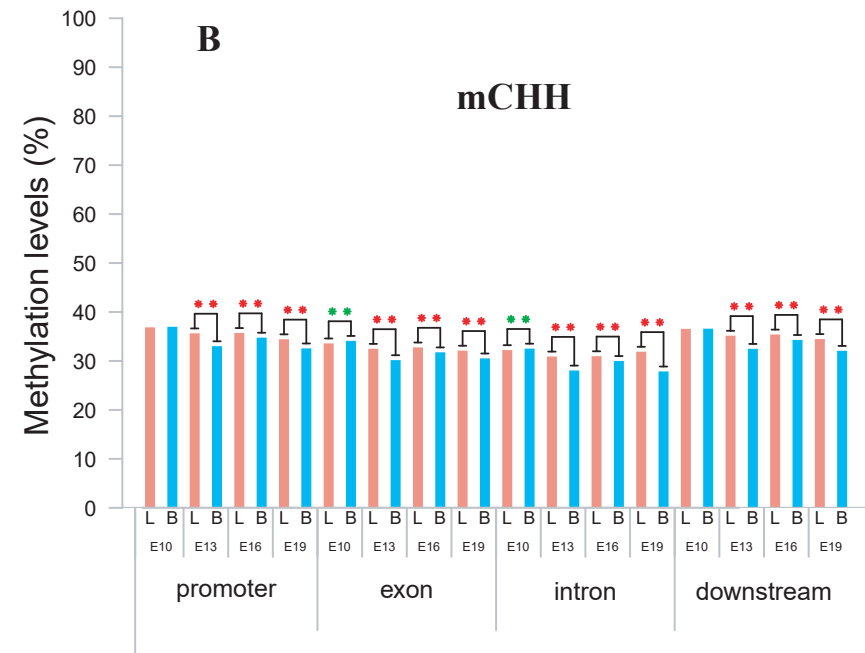 B
mCHH
Methylation levels (%)
100
90
80
70
60
50
40
30
20
10
0
** ** ** ** ** ** ** ** ** ** ** ** ** **
L B L B L B L B L B L B L B L B L B L B L B L B L B L B L B L B
E10 E13 E16 E19 E10 E13 E16 E19 E10 E13 E16 E19 E10 E13 E16 E19
promoter exon intron downstream